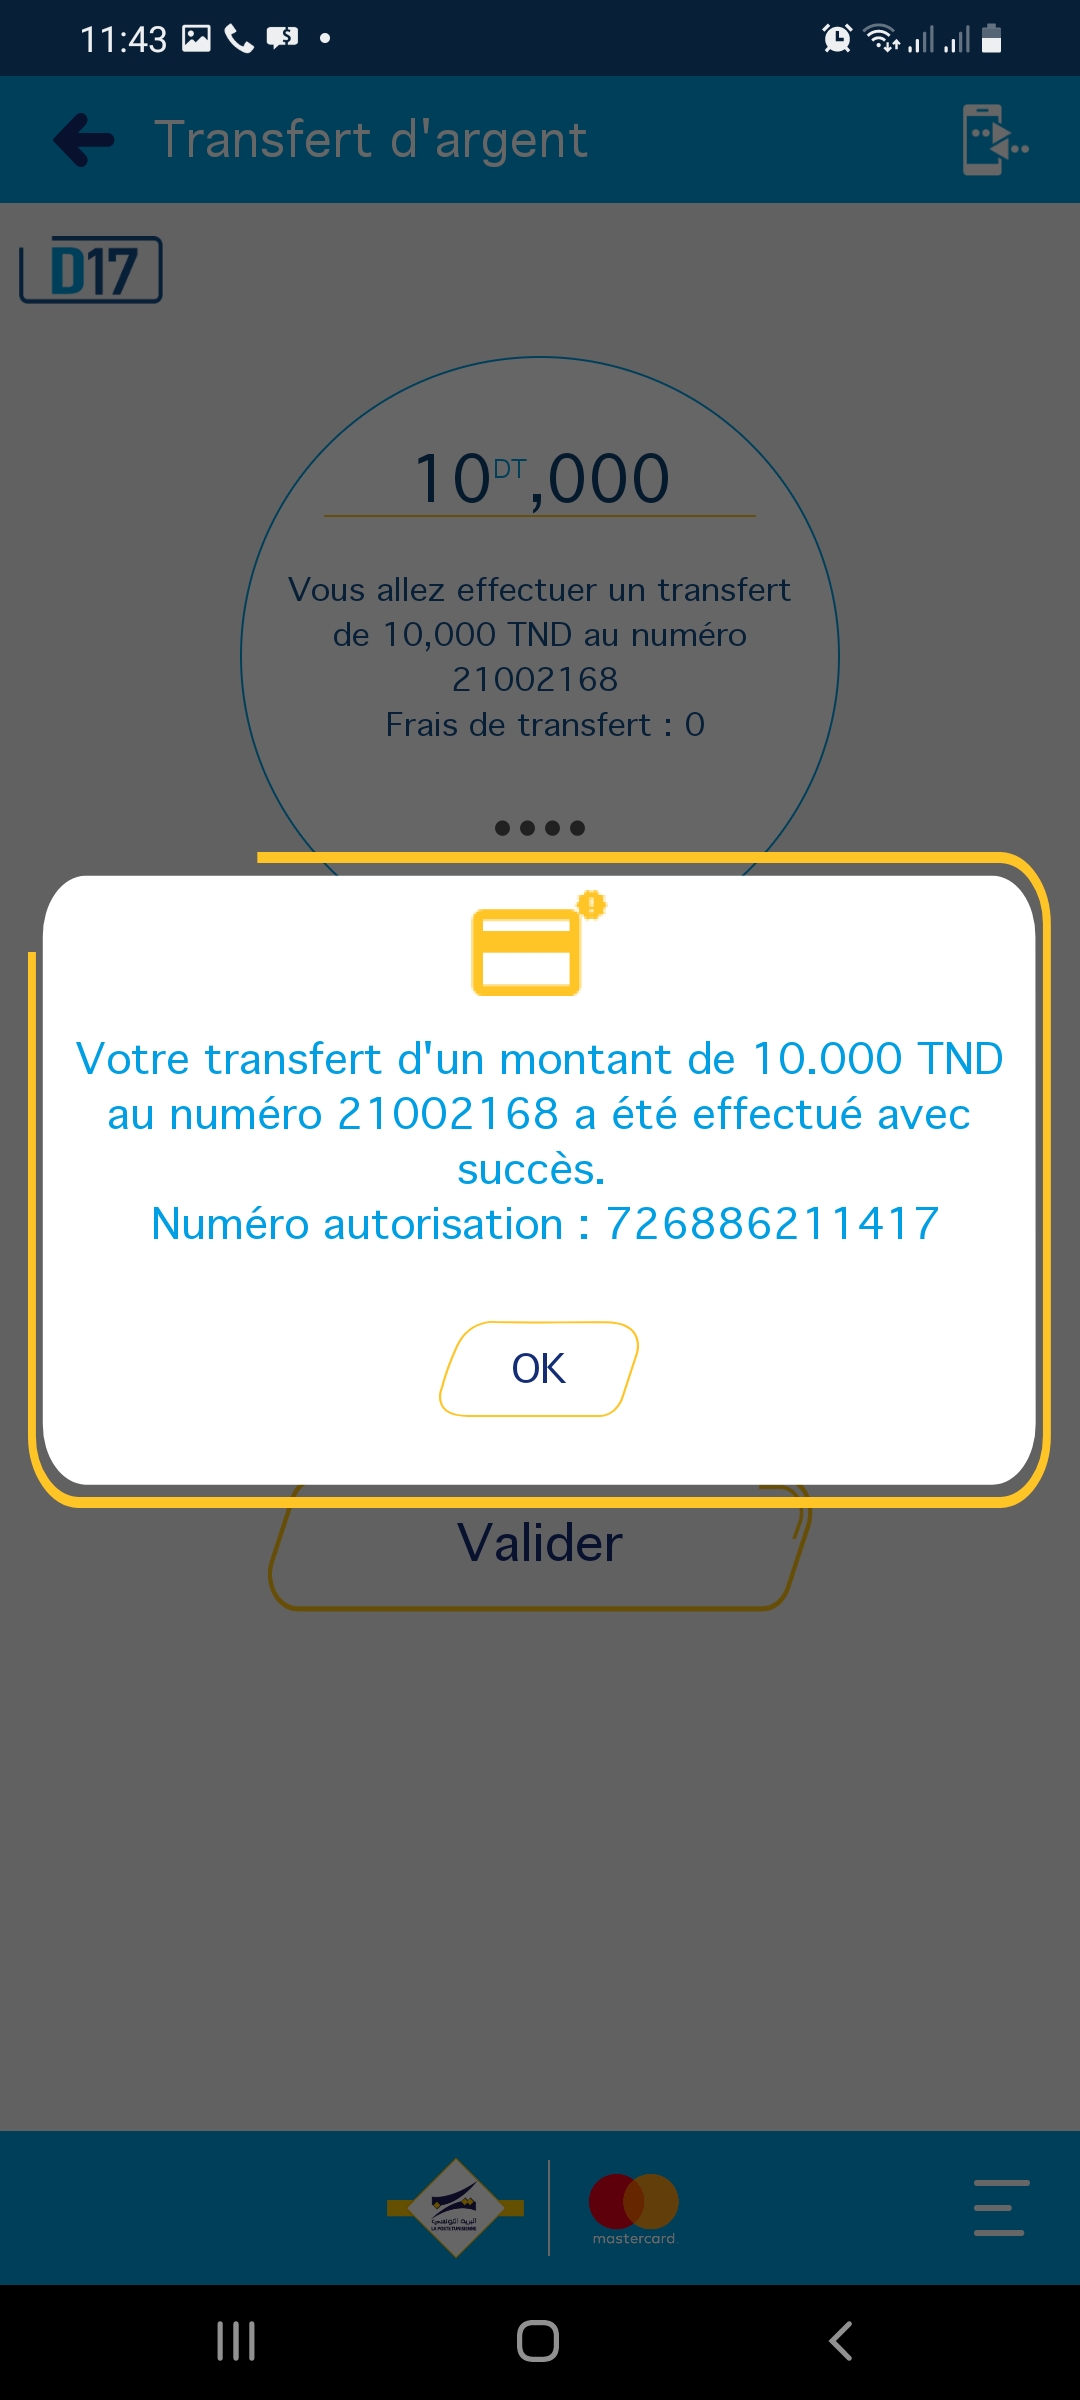 11:43
Transfert d'argent
D17
10DT,000
Vous allez effectuer un transfert
de 10,000 TND au numéro
21002168
Frais de transfert : 0
Votre transfert d'un montant de 10.000 TND
au numéro 21002168 a été effectué avec
succès.
Numéro autorisation : 726886211417
OK
Valider
البريد التونسي
LA POSTE TUNISIENNE
mastercard.